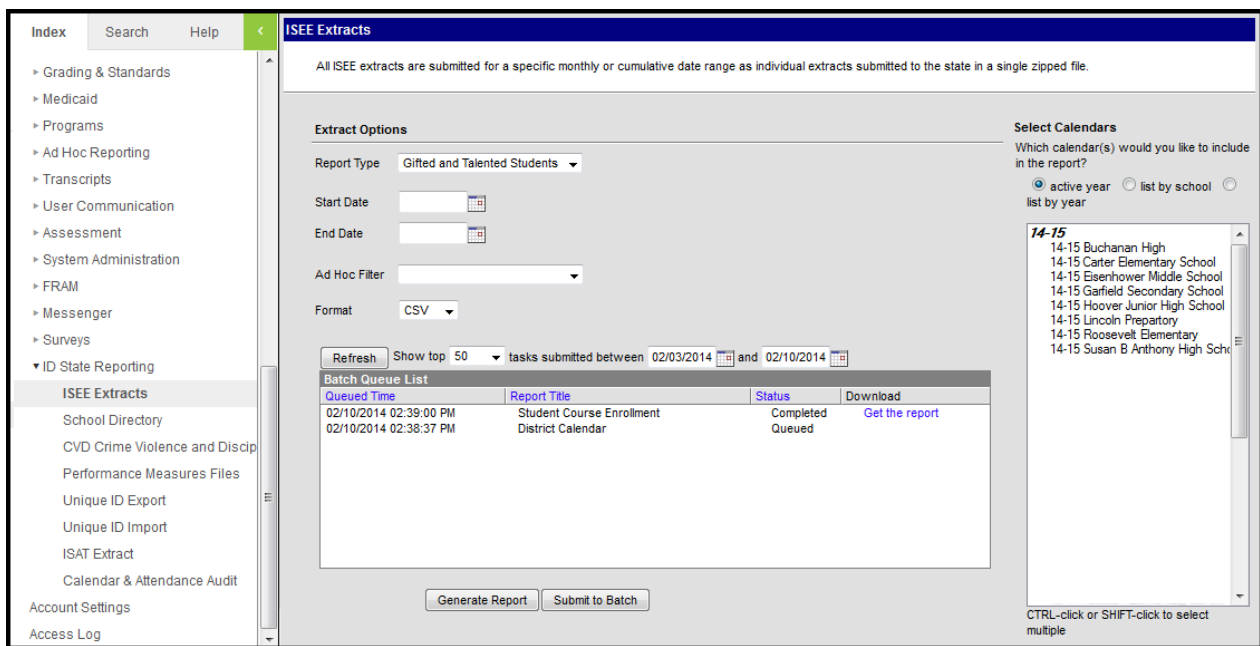 Index Search Help
Grading & Standards
Medicaid
Programs
Ad Hoc Reporting
Transcripts
User Communication
Assessment
System Administration
FRAM
Messenger
Surveys
ID State Reporting
ISEE Extracts
School Directory
CVD Crime Violence and Discip
Performance Measures Files
Unique ID Export
Unique ID Import
ISAT Extract
Calendar & Attendance Audit
Account Settings
Access Log
ISEE Extracts
All ISEE extracts are submitted for a specific monthly or cumulative date range as individual extracts submitted to the state in a single zipped file.
Extract Options
Report Type Gifted and Talented Students
Start Date
End Date
Ad Hoc Filter
Format CSV
Refresh Show top 50 tasks submitted between 02/03/2014 and 02/10/2014
Batch Queue List
Queued Time Report Title Status Download
02/10/2014 02:39:00 PM Student Course Enrollment Completed Get the report
02/10/2014 02:38:37 PM District Calendar Queued
Generate Report Submit to Batch
Select Calendars
Which calendar(s) would you like to include
in the report?
active year list by school
list by year
14-15
14-15 Buchanan High
14-15 Carter Elementary School
14-15 Eisenhower Middle School
14-15 Garfield Secondary School
14-15 Hoover Junior High School
14-15 Lincoln Prepartory
14-15 Roosevelt Elementary
14-15 Susan B Anthony High Scho
CTRL-click or SHIFT-click to select
multiple